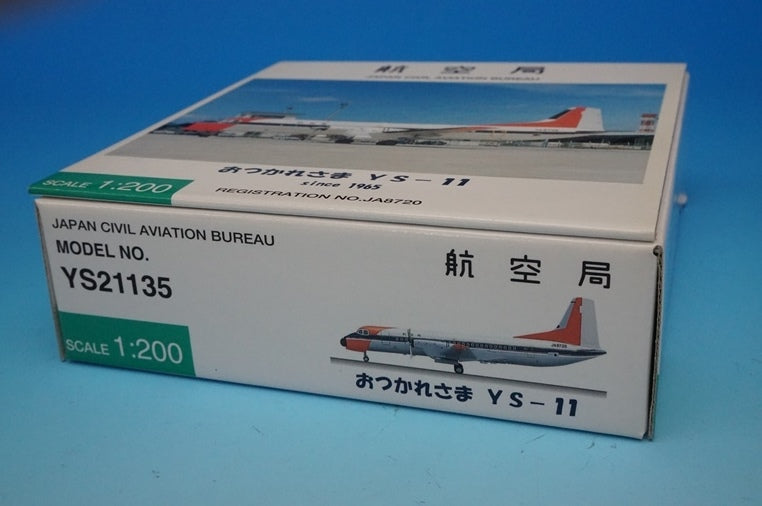 航空局
JAPAN CIVIL AVIATION BUREAU
おつかれさま YS-11
since 1965
REGISTRATION NO.JA8720
SCALE 1:200
JAPAN CIVIL AVIATION BUREAU
MODEL NO.
YS21135
SCALE 1:200
航空局
おつかれさま YS-11